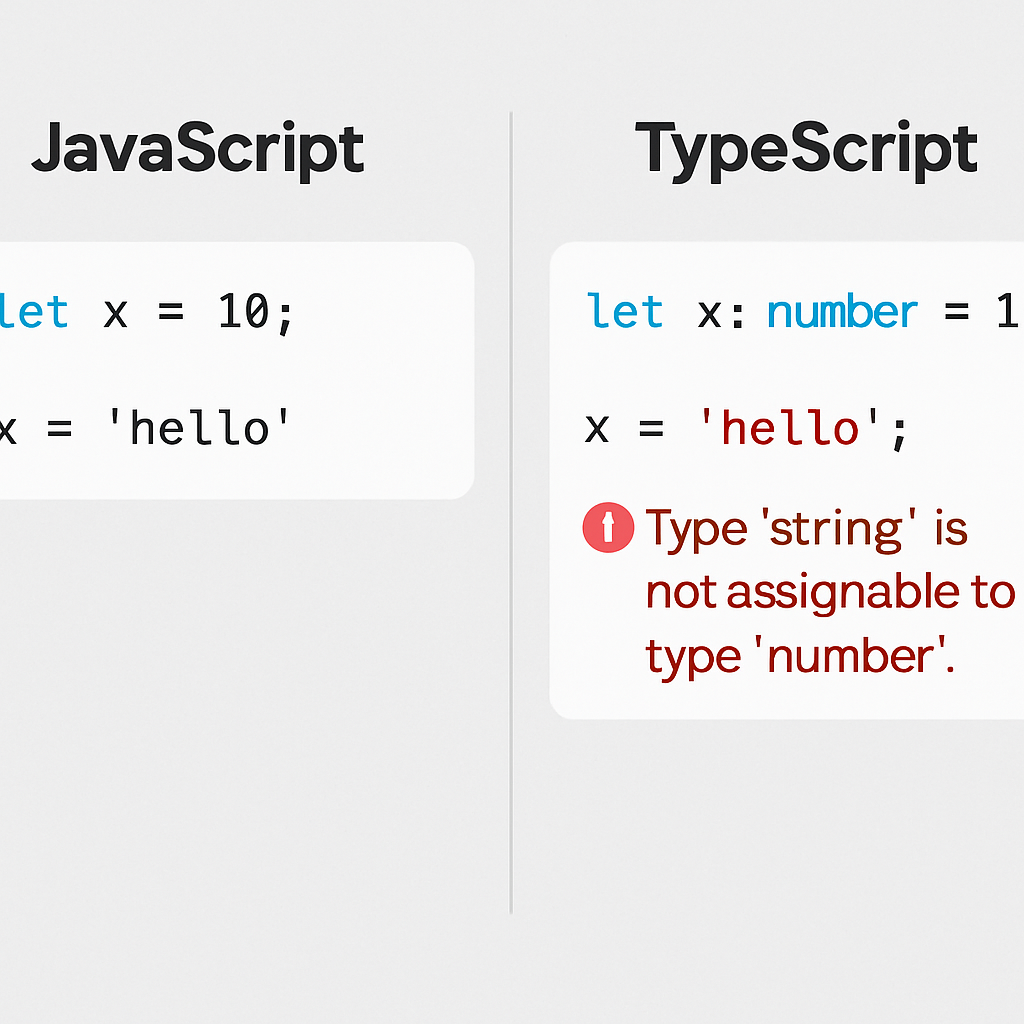 JavaScript
let x = 10;
x = 'hello'
TypeScript
let x: number = 1
x = 'hello';
Type 'string' is
not assignable to
type 'number'.